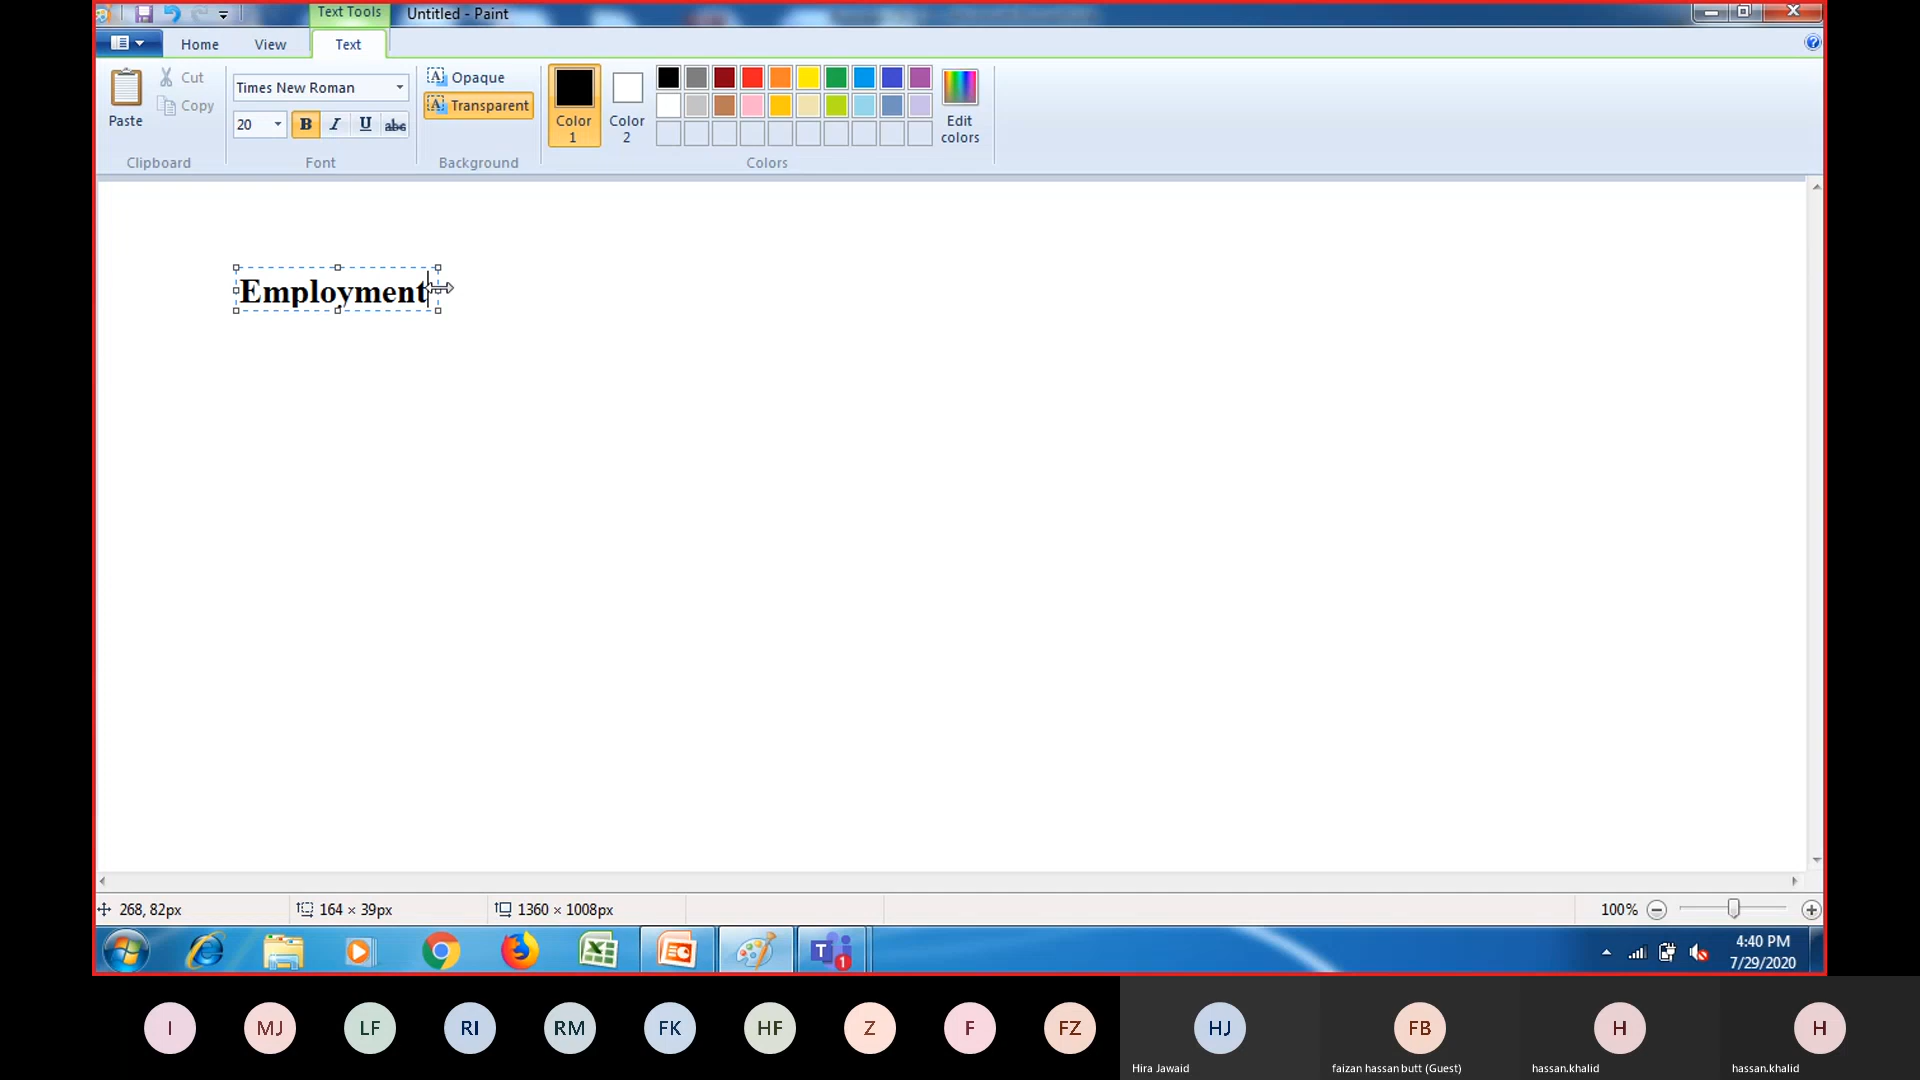 Text Tools
Untitled - Paint
Home
View
Text
Paste
Cut
Copy
Clipboard
Times New Roman
20
B I U abc
Font
Opaque
Transparent
Background
Color
1
Color
2
Colors
Edit
colors
Employment
268, 82px
164 × 39px
1360 × 1008px
100%
T
1
4:40 PM
7/29/2020
I
MJ
LF
RI
RM
FK
HF
Z
F
FZ
HJ
Hira Jawaid
FB
faizan hassan butt (Guest)
H
hassan.khalid
H
hassan.khalid